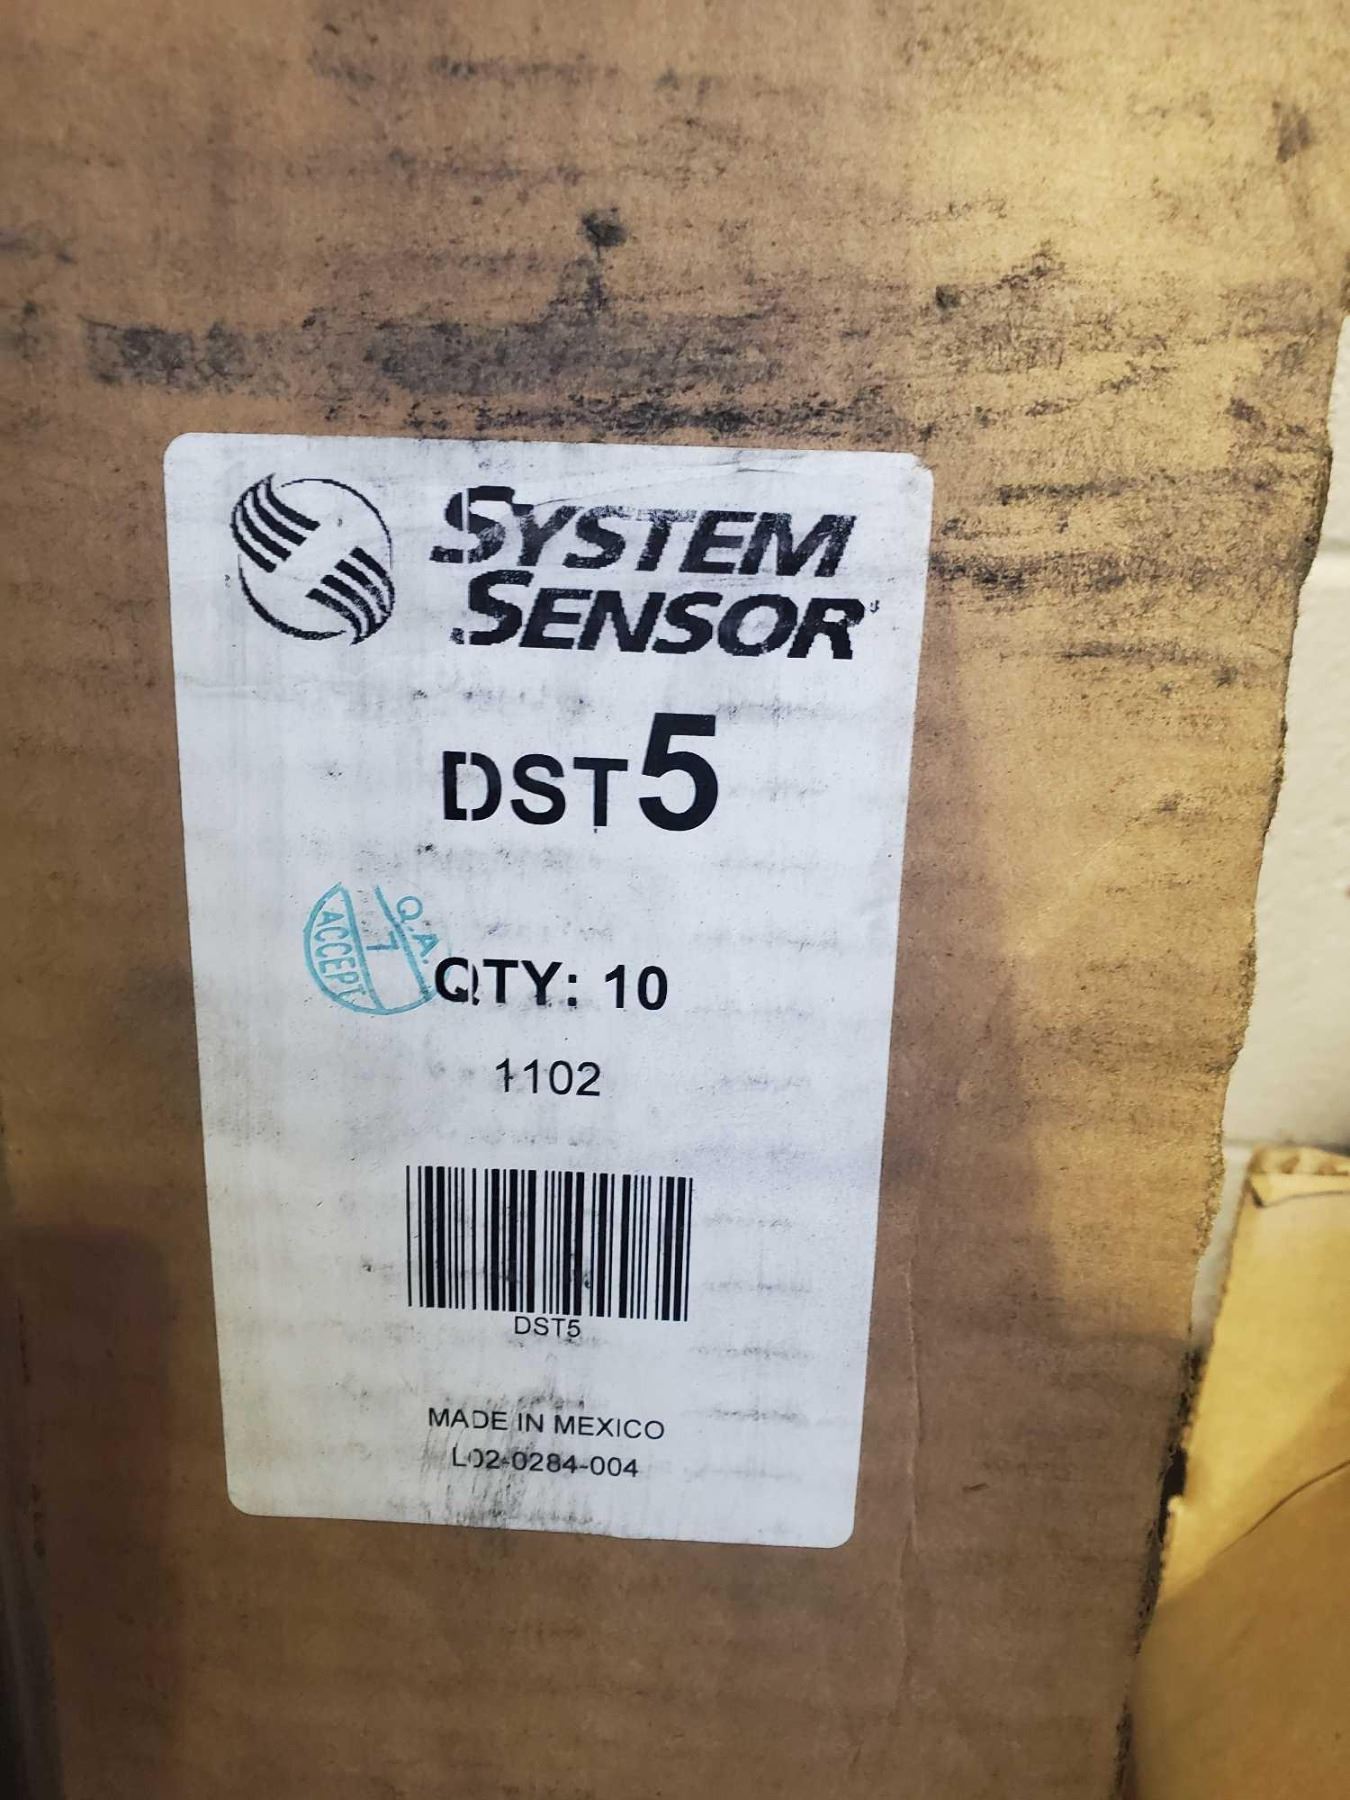 SYSTEM
SENSOR
DST5
Q.A.
7
ACCEPT
QTY: 10
1102
DST5
MADE IN MEXICO
L02-0284-004